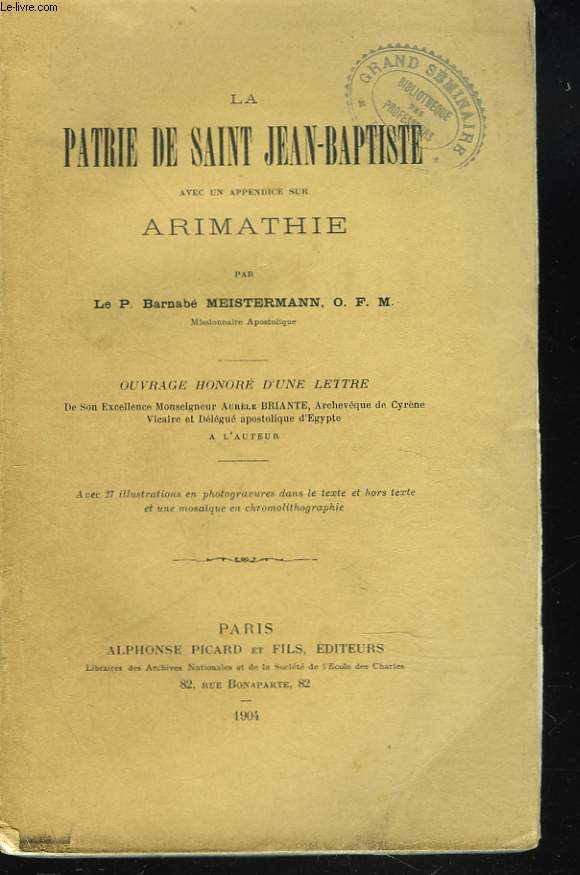 Le-livre.com
GRAND SÉMINAIRE
BIBLIOTHÈQUE
DES
PROFESSEURS
LA
PATRIE DE SAINT JEAN-BAPTISTE
AVEC UN APPENDICE SUR
ARIMATHIE
PAR
Le P. Barnabé MEISTERMANN, O. F. M.
Missionnaire Apostolique
OUVRAGE HONORÉ D'UNE LETTRE
De Son Excellence Monseigneur AURÈLE BRIANTE, Archevêque de Cyrène
Vicaire et Délégué apostolique d'Egypte
A L'AUTEUR
Avec 27 illustrations en photogravures dans le texte et hors texte
et une mosaïque en chromolithographie
PARIS
ALPHONSE PICARD ET FILS, ÉDITEURS
Libraires des Archives Nationales et de la Société de l'Ecole des Chartes
82, RUE BONAPARTE, 82
1904